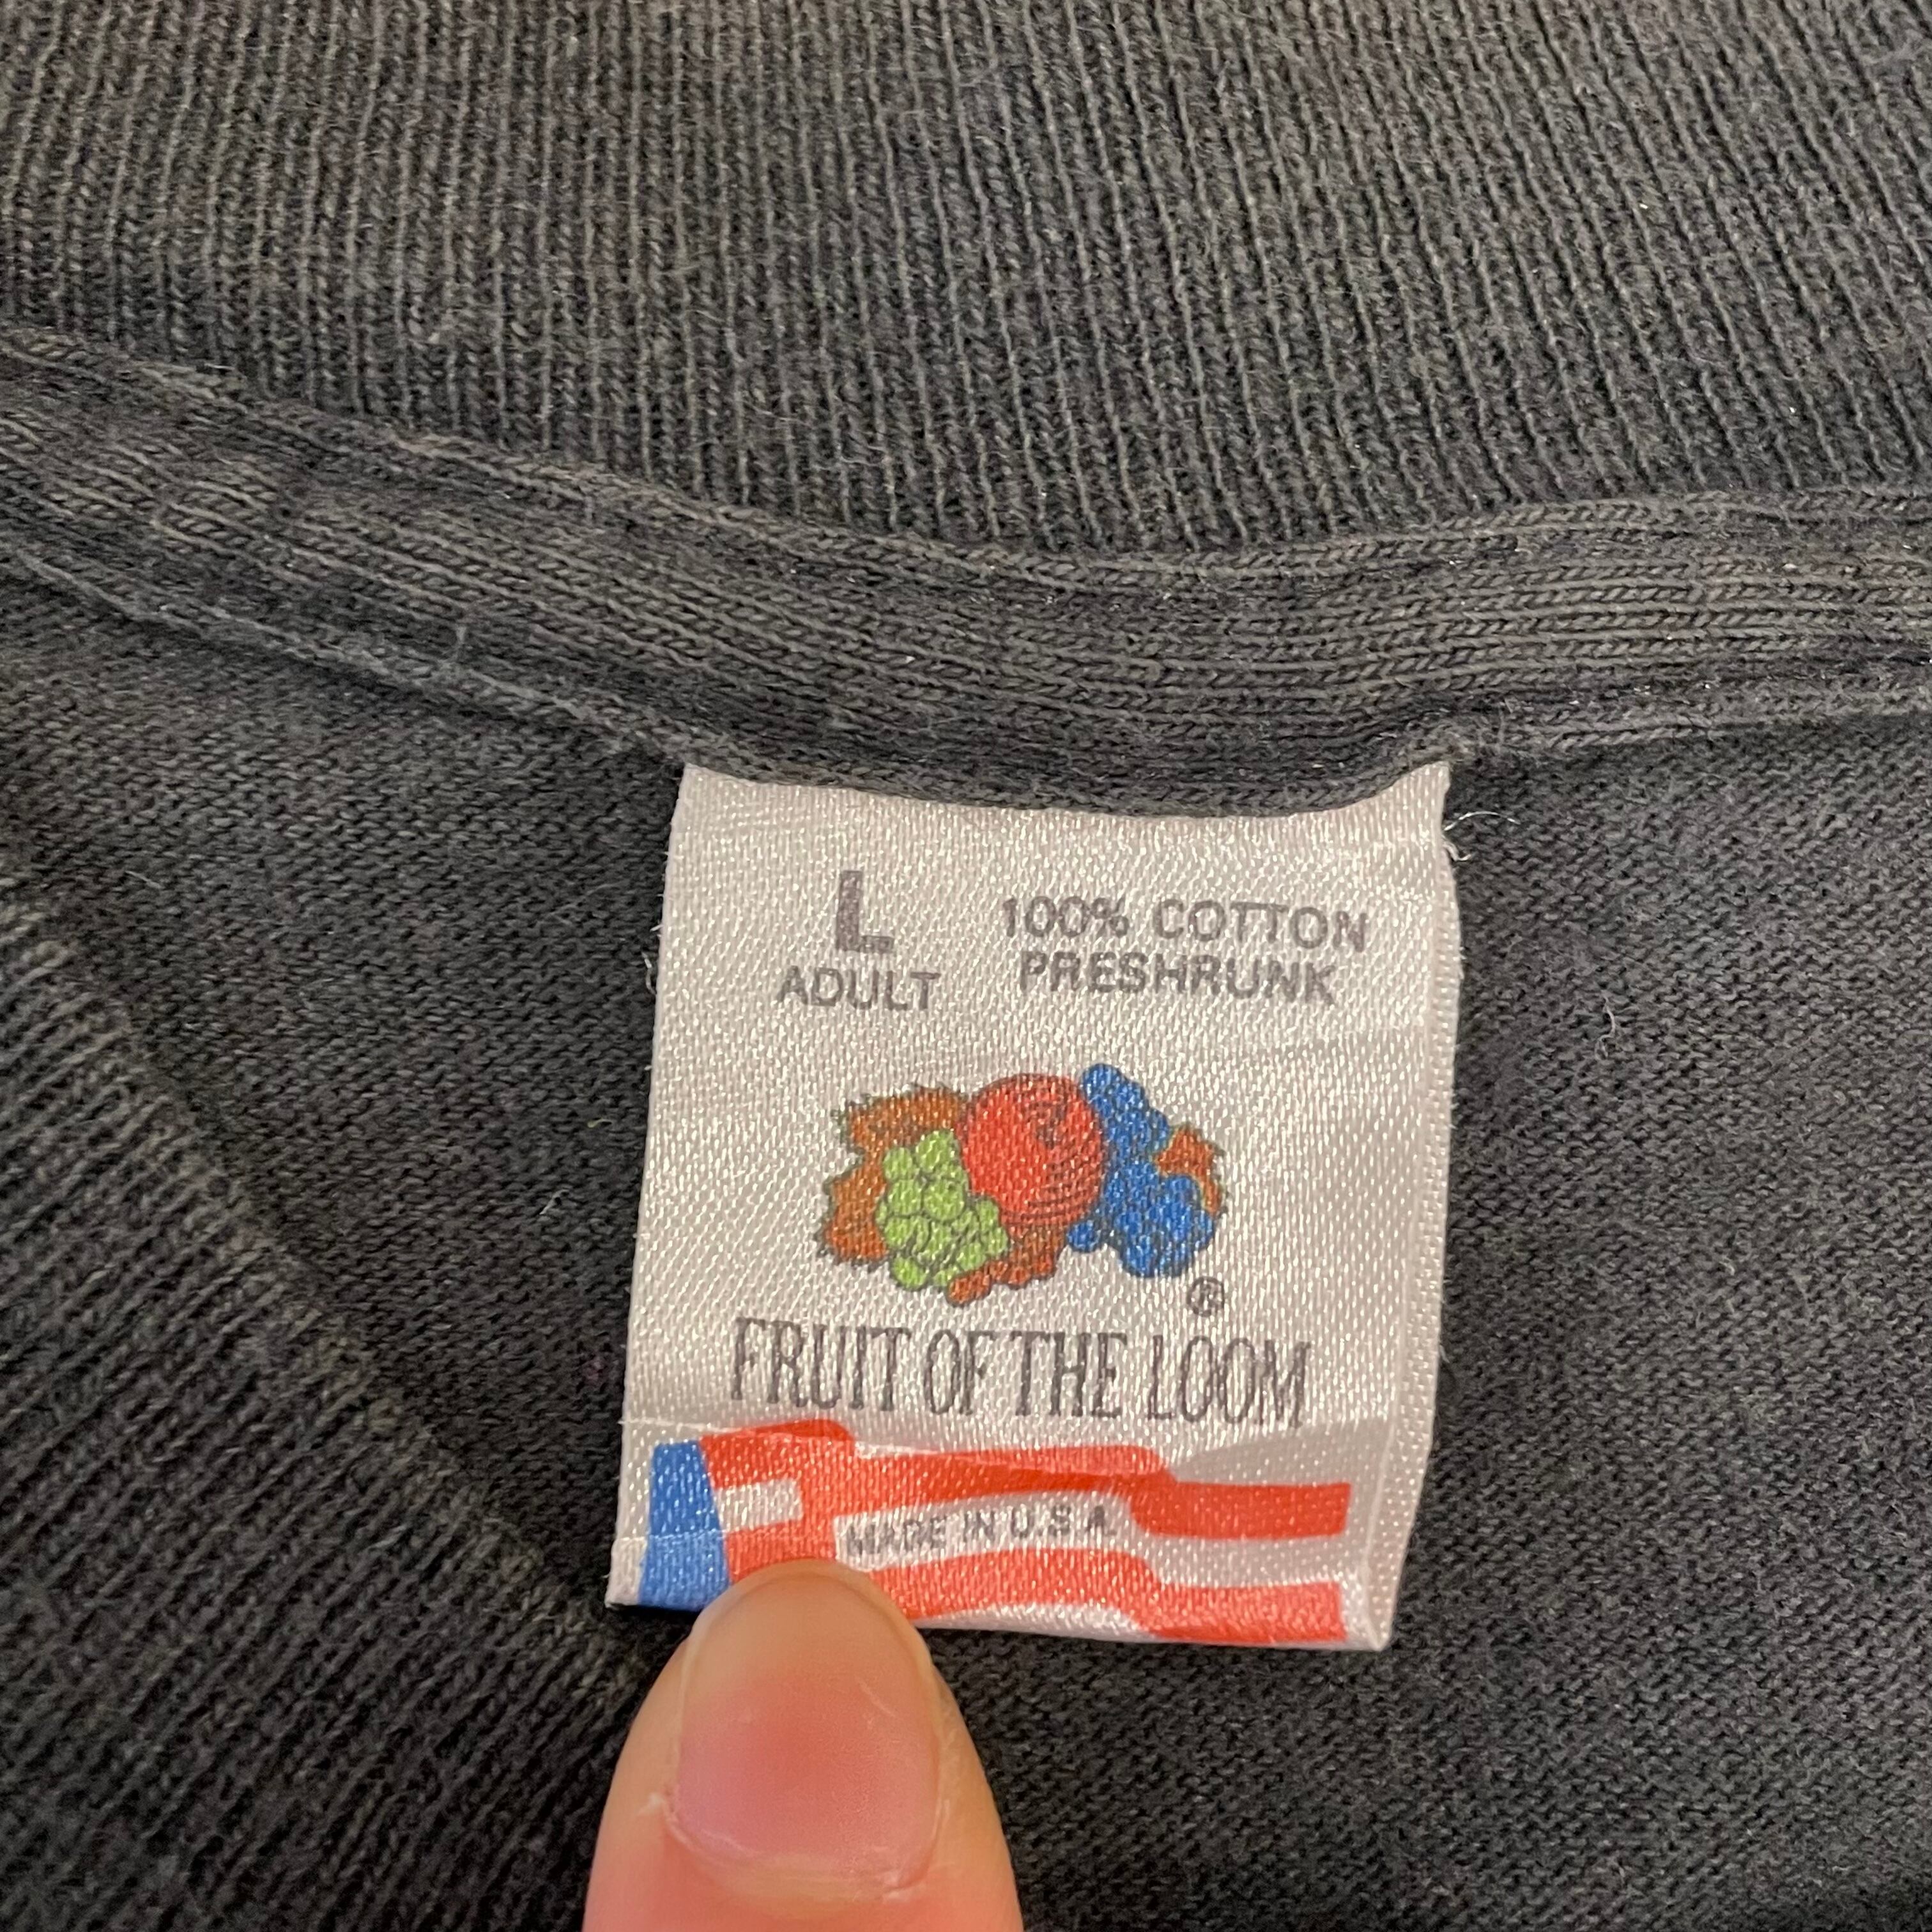 L
ADULT
100% COTTON
PRESHRUNK
®
FRUIT OF THE LOOM
MADE IN U.S.A.